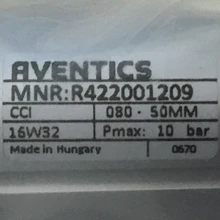 AVENTICS
MNR:R422001209
CCI 080 - 50MM
16W32 Pmax: 10 bar
Made in Hungary 0670